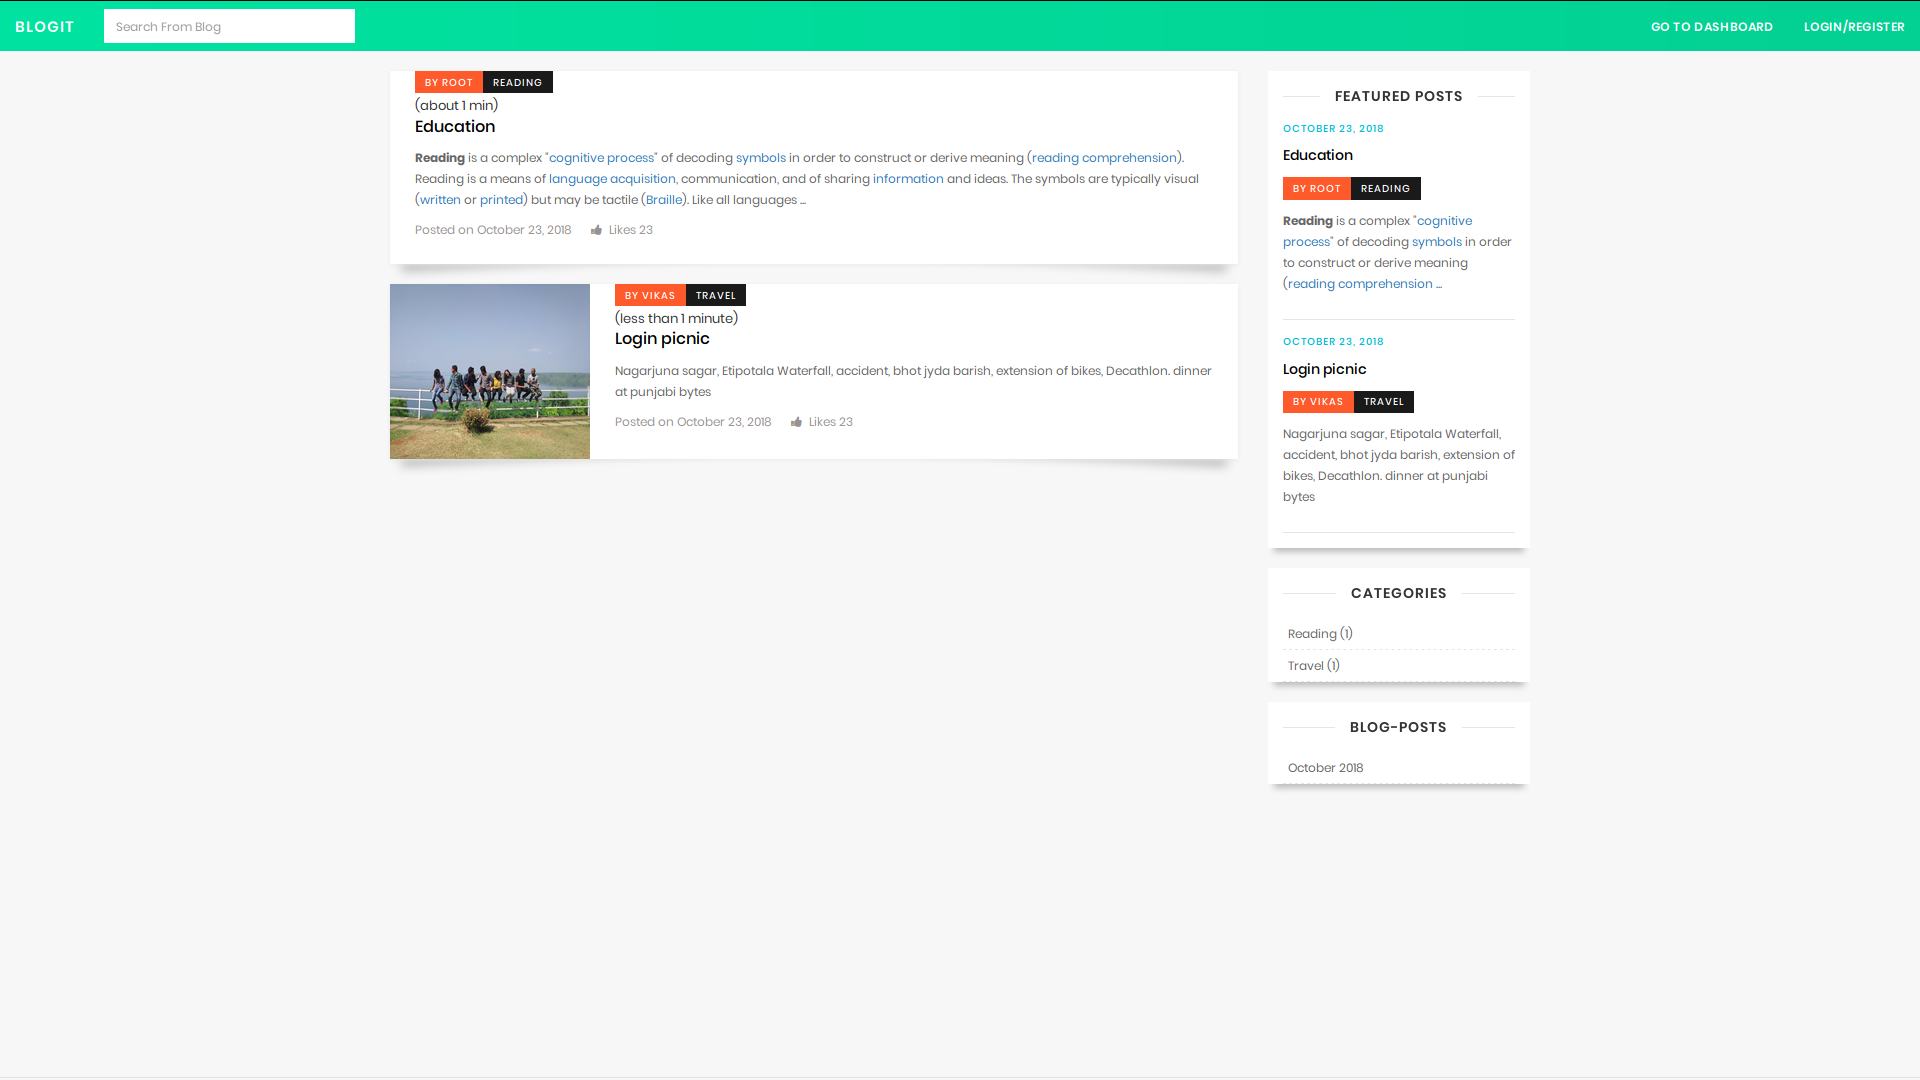 BLOGIT
Search From Blog
GO TO DASHBOARD
LOGIN/REGISTER
BY ROOT READING
(about 1 min)
Education
Reading is a complex "cognitive process" of decoding symbols in order to construct or derive meaning (reading comprehension).
Reading is a means of language acquisition, communication, and of sharing information and ideas. The symbols are typically visual
(written or printed) but may be tactile (Braille). Like all languages ...
Posted on October 23, 2018 Likes 23
BY VIKAS TRAVEL
(less than 1 minute)
Login picnic
Nagarjuna sagar, Etipotala Waterfall, accident, bhot jyda barish, extension of bikes, Decathlon. dinner
at punjabi bytes
Posted on October 23, 2018 Likes 23
FEATURED POSTS
OCTOBER 23, 2018
Education
BY ROOT READING
Reading is a complex "cognitive
process" of decoding symbols in order
to construct or derive meaning
(reading comprehension ...
OCTOBER 23, 2018
Login picnic
BY VIKAS TRAVEL
Nagarjuna sagar, Etipotala Waterfall,
accident, bhot jyda barish, extension of
bikes, Decathlon. dinner at punjabi
bytes
CATEGORIES
Reading (1)
Travel (1)
BLOG-POSTS
October 2018